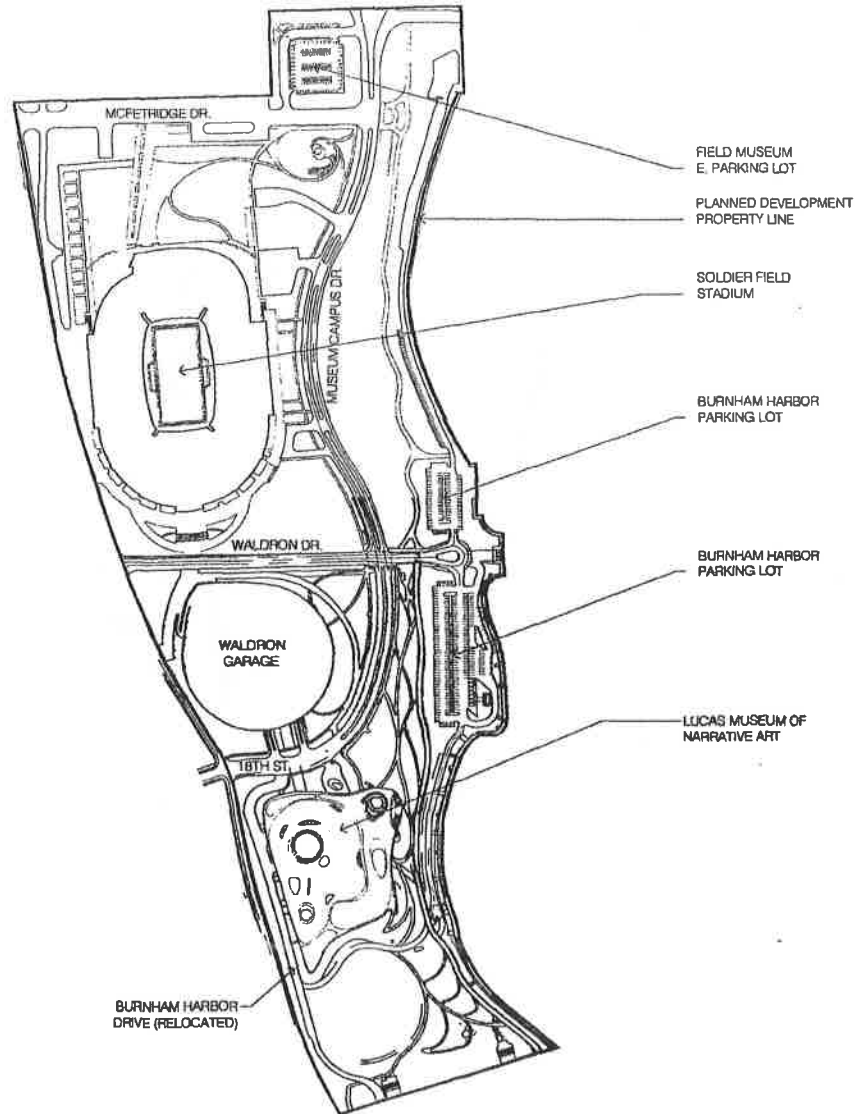 MCFETRIDGE DR.
FIELD MUSEUM
E. PARKING LOT
PLANNED DEVELOPMENT
PROPERTY LINE
SOLDIER FIELD
STADIUM
MUSEUM CAMPUS DR.
BURNHAM HARBOR
PARKING LOT
WALDRON DR.
BURNHAM HARBOR
PARKING LOT
WALDRON
GARAGE
LUCAS MUSEUM OF
NARRATIVE ART
18TH ST.
BURNHAM HARBOR
DRIVE (RELOCATED)